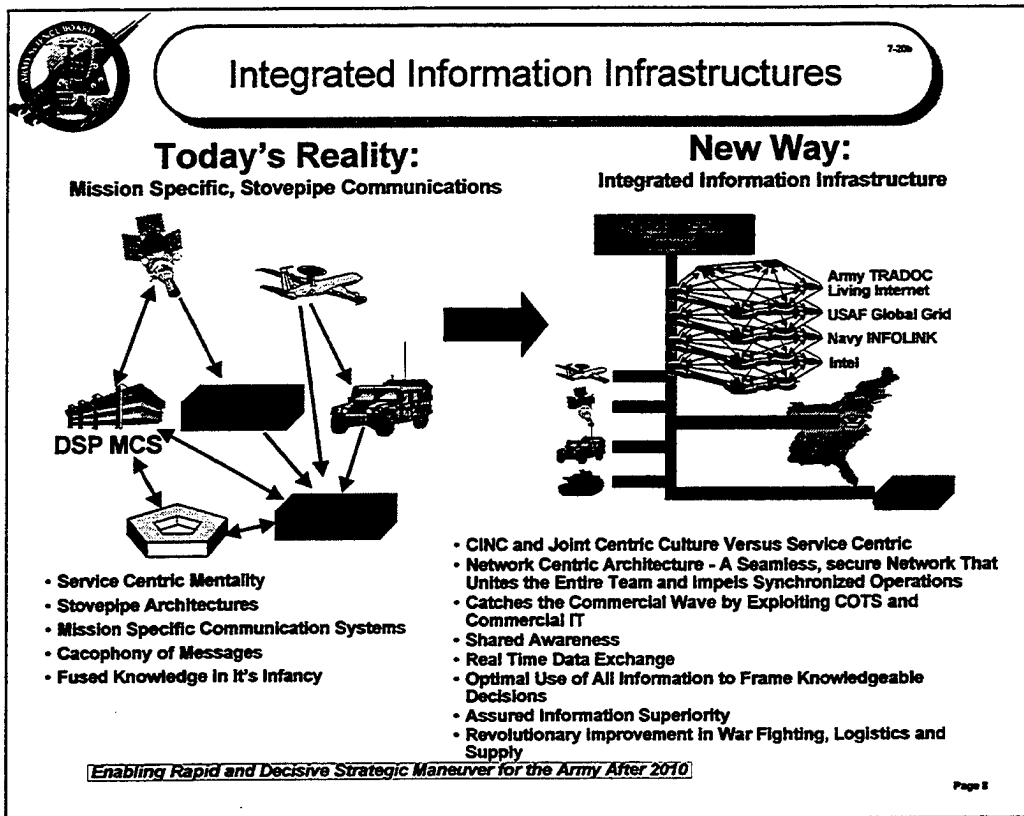 ARMY SCIENCE BOARD
7-20b
Integrated Information Infrastructures
Today's Reality:
Mission Specific, Stovepipe Communications
DSP MCS
• Service Centric Mentality
• Stovepipe Architectures
• Mission Specific Communication Systems
• Cacophony of Messages
• Fused Knowledge in It's Infancy
New Way:
Integrated Information Infrastructure
Army TRADOC
Living Internet
USAF Global Grid
Navy INFOLINK
Intel
• CINC and Joint Centric Culture Versus Service Centric
• Network Centric Architecture - A Seamless, secure Network That
Unites the Entire Team and Impels Synchronized Operations
• Catches the Commercial Wave by Exploiting COTS and
Commercial IT
• Shared Awareness
• Real Time Data Exchange
• Optimal Use of All Information to Frame Knowledgeable
Decisions
• Assured Information Superiority
• Revolutionary Improvement in War Fighting, Logistics and
Supply
Enabling Rapid and Decisive Strategic Maneuver for the Army After 2010
Page 8